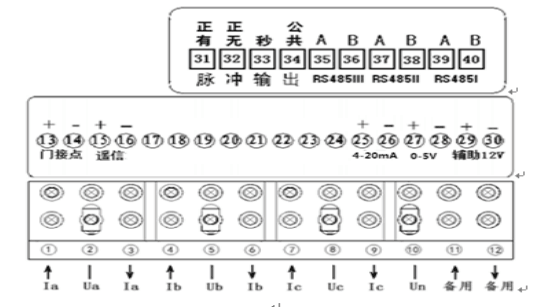 正 正 公
有 无 秒 共 A B A B A B
31 32 33 34 35 36 37 38 39 40
脉 冲 输 出 RS485III RS485II RS485I
+ - + - + - + - + -
13 14 15 16 17 18 19 20 21 22 23 24 25 26 27 28 29 30
门接点 遥信 4-20mA 0-5V 辅助12V
1 2 3 4 5 6 7 8 9 10 11 12
Ia Ua Ia Ib Ub Ib Ic Uc Ic Un 备用 备用